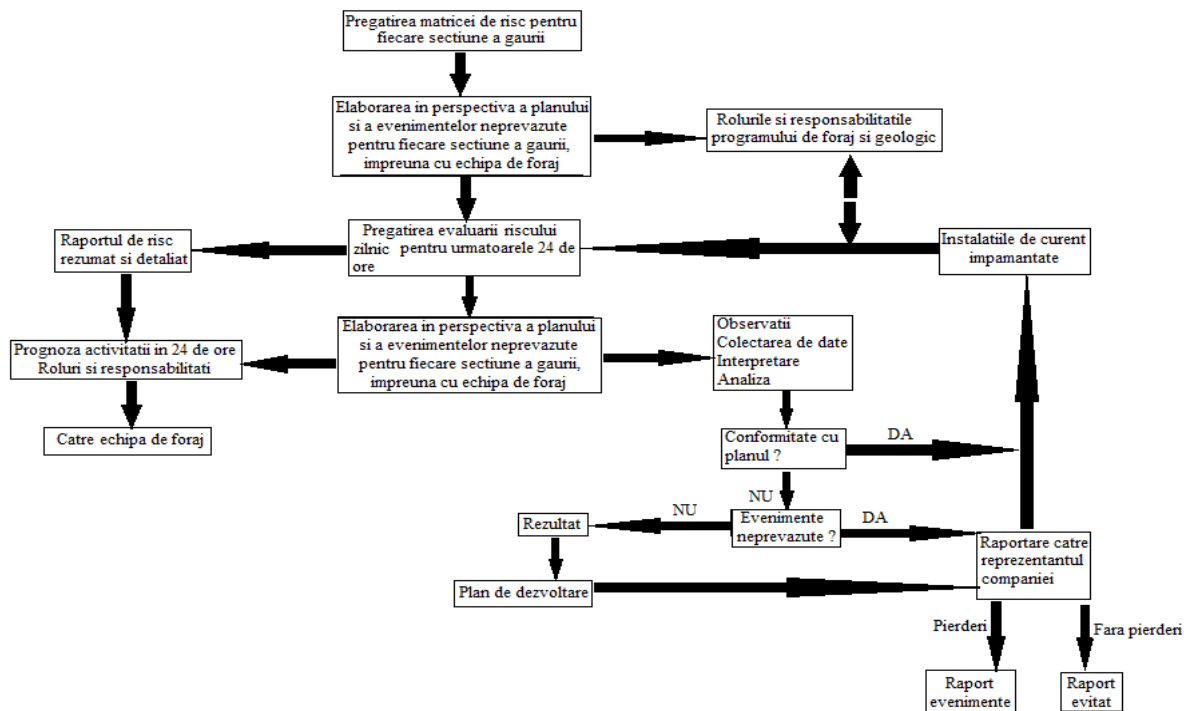 Pregatirea matricei de risc pentru
fiecare sectiune a gaurii
Elaborarea in perspectiva a planului
si a evenimentelor neprevazute
pentru fiecare sectiune a gaurii,
impreuna cu echipa de foraj
Rolurile si responsabilitatile
programului de foraj si geologic
Raportul de risc
rezumat si detaliat
Pregatirea evaluarii riscului
zilnic pentru urmatoarele 24 de
ore
Instalatiile de curent
impamantate
Prognoza activitatii in 24 de ore
Roluri si responsabilitati
Elaborarea in perspectiva a planului
si a evenimentelor neprevazute
pentru fiecare sectiune a gaurii,
impreuna cu echipa de foraj
Observatii
Colectarea de date
Interpretare
Analiza
Catre echipa de foraj
Conformitate cu
planul ?
DA
NU
Rezultat
NU
Evenimente
neprevazute ?
DA
Raportare catre
reprezentantul
companiei
Plan de dezvoltare
Pierderi
Fara pierderi
Raport
evenimente
Raport
evitat